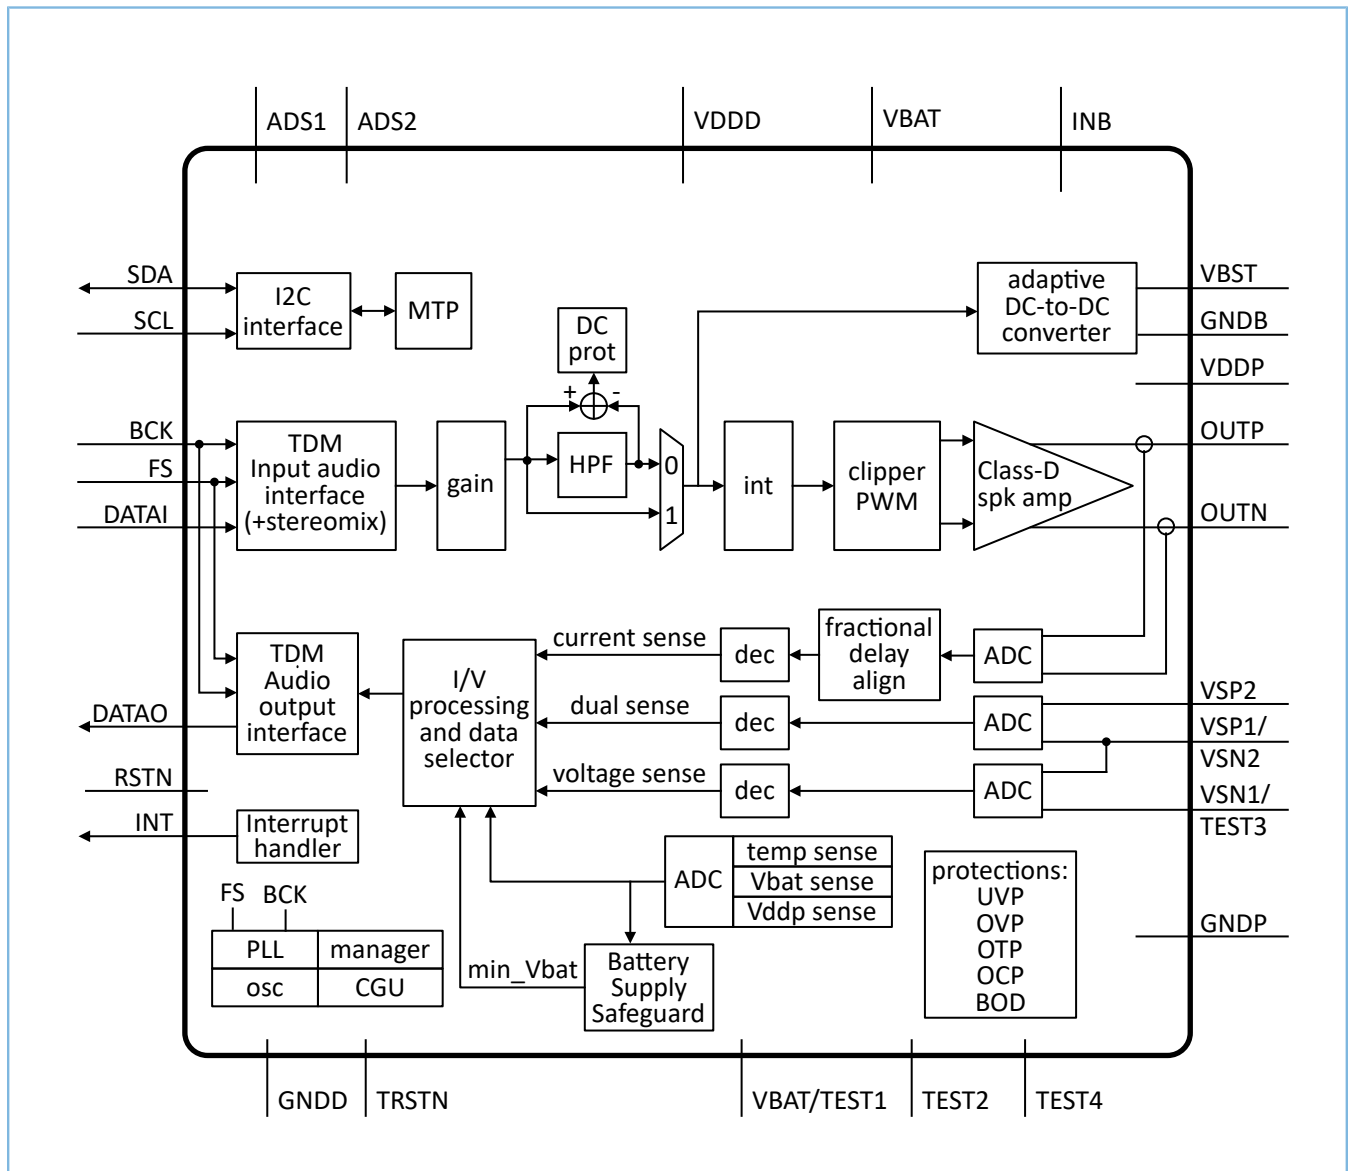 ADS1
ADS2
VDDD
VBAT
INB
SDA
SCL
I2C
interface
MTP
DC
prot
+
-
adaptive
DC-to-DC
converter
VBST
GNDB
VDDP
BCK
FS
DATAI
TDM
Input audio
interface
(+stereomix)
gain
HPF
0
1
int
clipper
PWM
Class-D
spk amp
OUTP
OUTN
TDM
Audio
output
interface
DATAO
I/V
processing
and data
selector
current sense
dec
fractional
delay
align
ADC
dual sense
dec
ADC
voltage sense
dec
ADC
VSP2
VSP1/
VSN2
VSN1/
TEST3
RSTN
INT
Interrupt
handler
FS
BCK
PLL
manager
osc
CGU
ADC
temp sense
Vbat sense
Vddp sense
min_Vbat
Battery
Supply
Safeguard
protections:
UVP
OVP
OTP
OCP
BOD
GNDP
GNDD
TRSTN
VBAT/TEST1
TEST2
TEST4